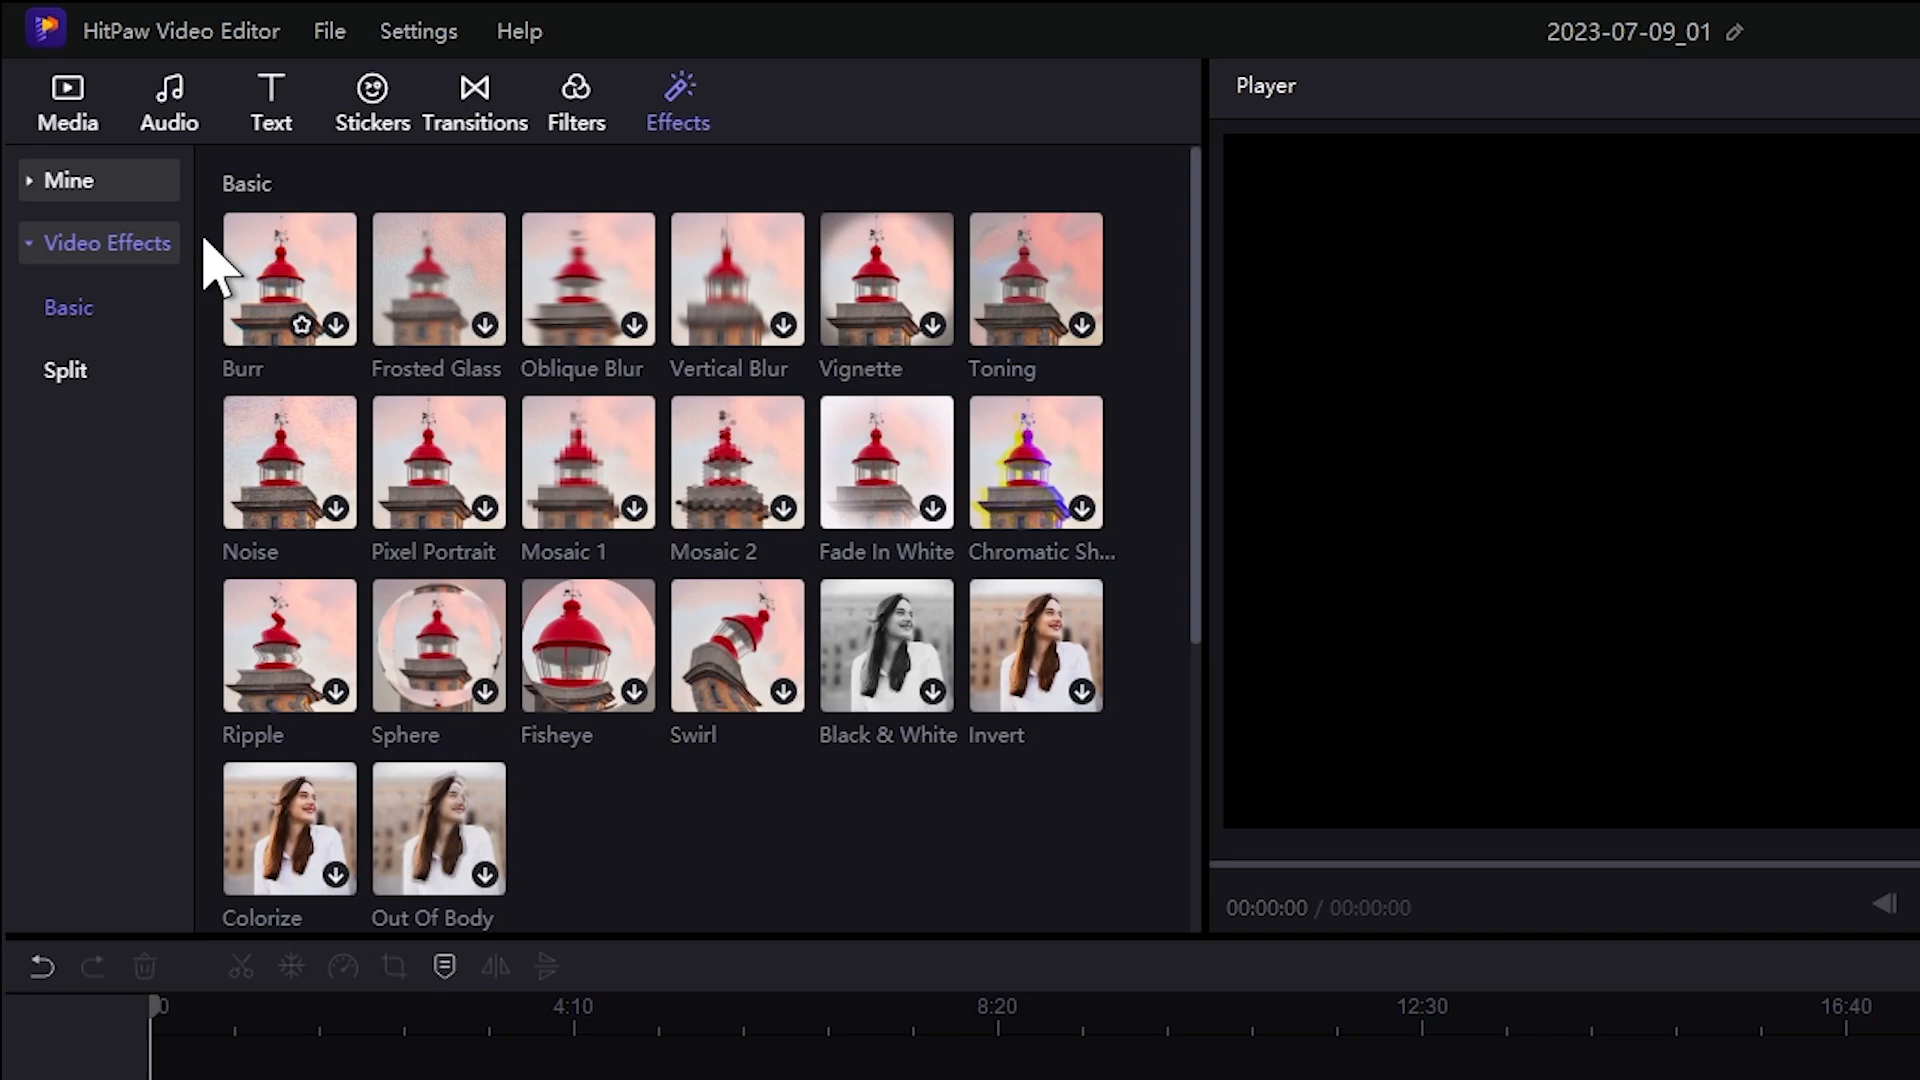 HitPaw Video Editor File Settings Help 2023-07-09_01
Media Audio Text Stickers Transitions Filters Effects
Player
Mine
Video Effects
Basic
Split
Basic
Burr Frosted Glass Oblique Blur Vertical Blur Vignette Toning
Noise Pixel Portrait Mosaic 1 Mosaic 2 Fade In White Chromatic Sh...
Ripple Sphere Fisheye Swirl Black & White Invert
Colorize Out Of Body
00:00:00 / 00:00:00
0 4:10 8:20 12:30 16:40